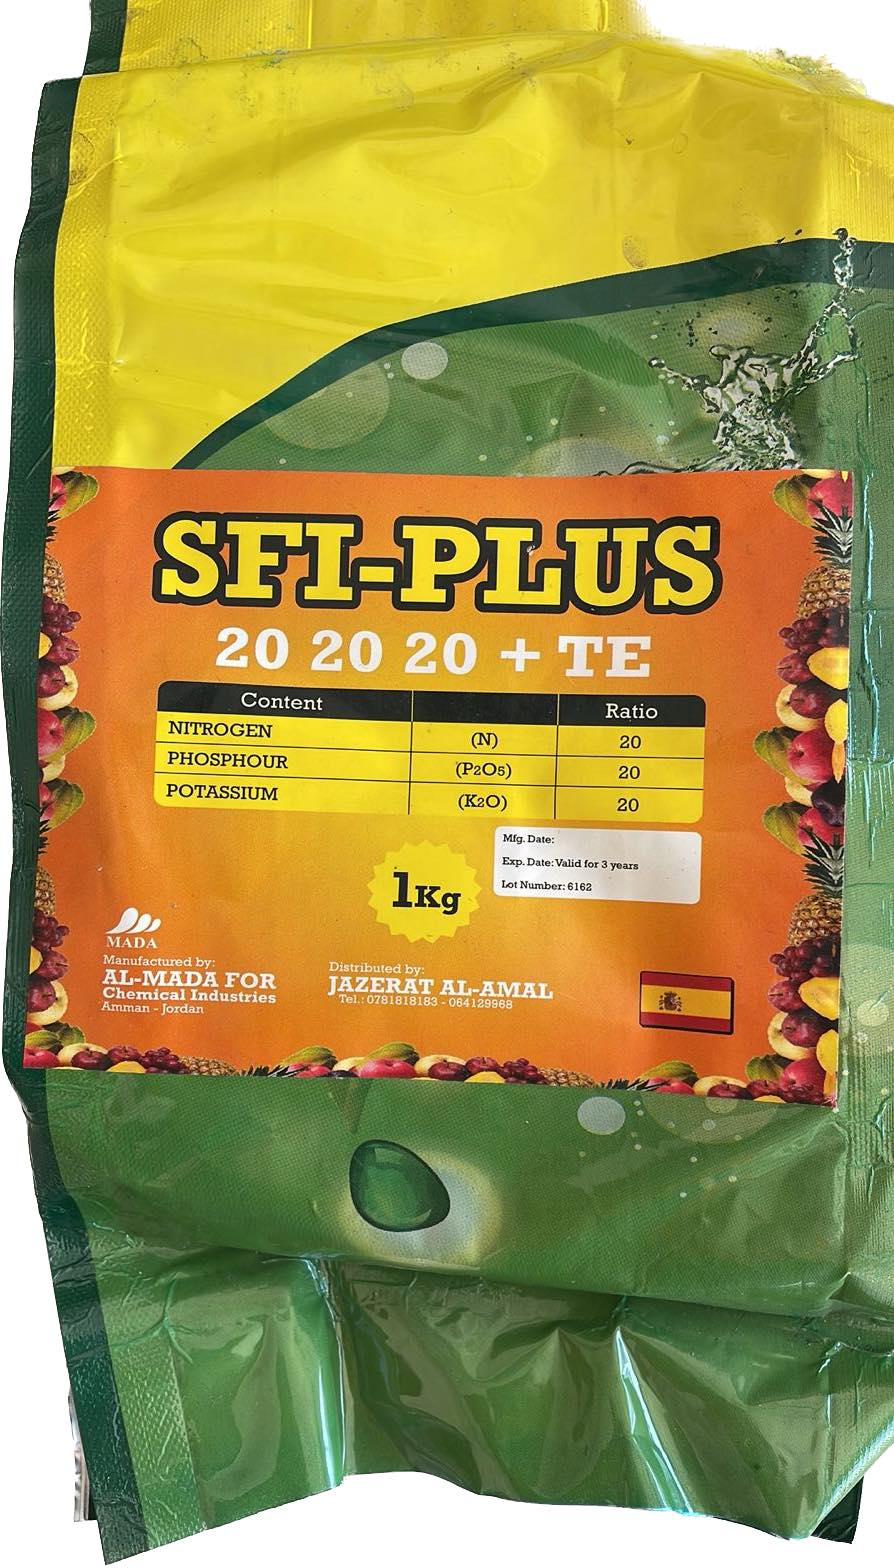 SFI-PLUS
20 20 20 + TE
Content Ratio
NITROGEN (N) 20
PHOSPHOUR (P2O5) 20
POTASSIUM (K2O) 20
Mfg. Date:
Exp. Date: Valid for 3 years
Lot Number: 6162
1Kg
MADA
Manufactured by:
AL-MADA FOR
Chemical Industries
Amman - Jordan
Distributed by:
JAZERAT AL-AMAL
Tel.: 0781818183 - 064129968